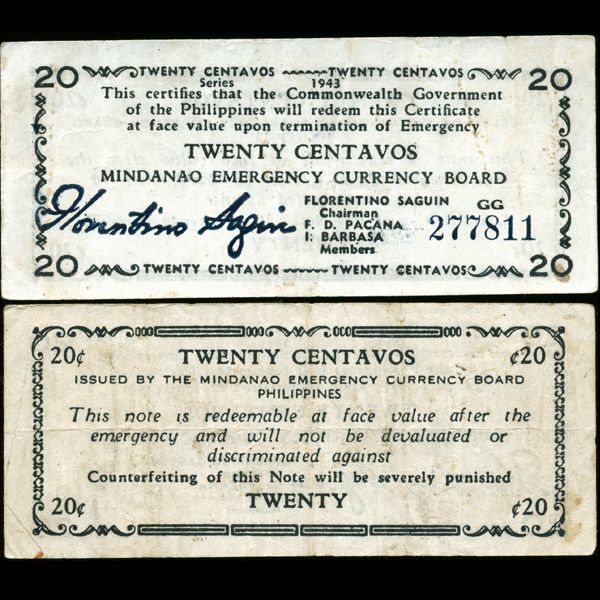 20 TWENTY CENTAVOS TWENTY CENTAVOS 20
Series 1943
This certifies that the Commonwealth Government
of the Philippines will redeem this Certificate
at face value upon termination of Emergency
TWENTY CENTAVOS
MINDANAO EMERGENCY CURRENCY BOARD
Florentino Saguin
FLORENTINO SAGUIN
Chairman
F. D. PACANA
I. BARBASA
Members
GG
277811
20 TWENTY CENTAVOS TWENTY CENTAVOS 20
20¢ TWENTY CENTAVOS ¢20
ISSUED BY THE MINDANAO EMERGENCY CURRENCY BOARD
PHILIPPINES
This note is redeemable at face value after the
emergency and will not be devaluated or
discriminated against
Counterfeiting of this Note will be severely punished
20¢ TWENTY ¢20